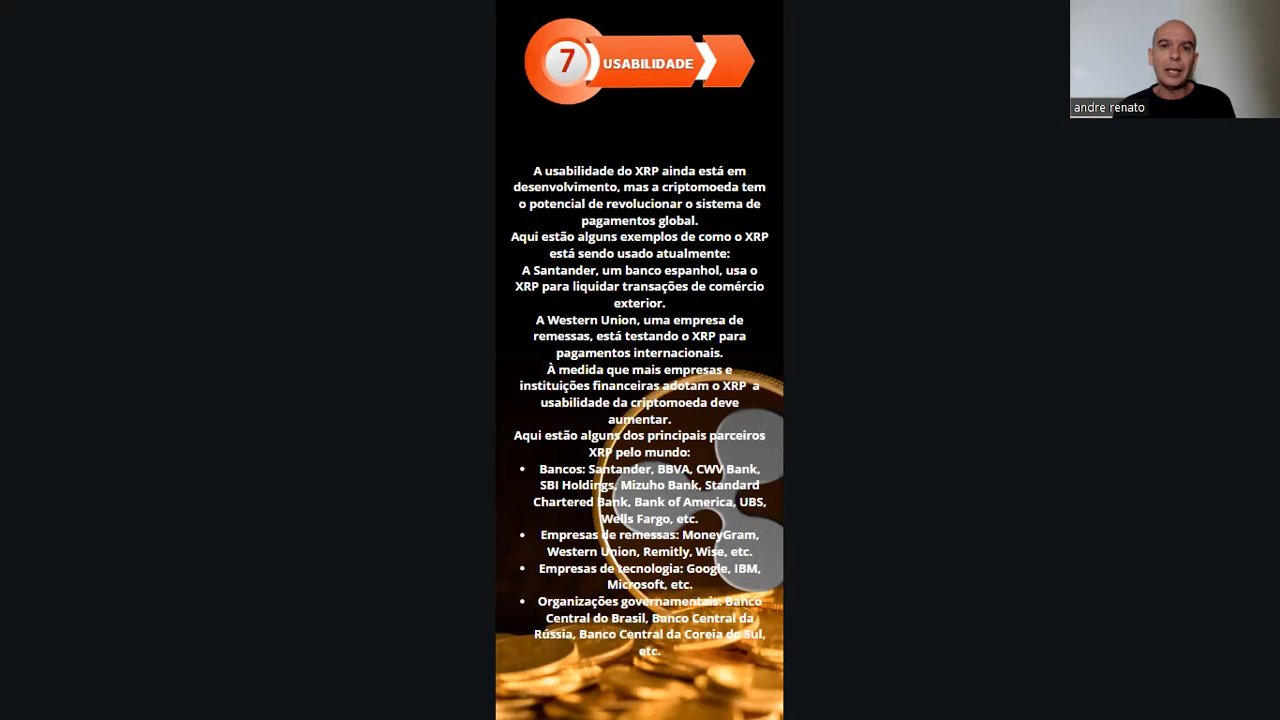 7
USABILIDADE
andre renato
A usabilidade do XRP ainda está em
desenvolvimento, mas a criptomoeda tem
o potencial de revolucionar o sistema de
pagamentos global.
Aqui estão alguns exemplos de como o XRP
está sendo usado atualmente:
A Santander, um banco espanhol, usa o
XRP para liquidar transações de comércio
exterior.
A Western Union, uma empresa de
remessas, está testando o XRP para
pagamentos internacionais.
À medida que mais empresas e
instituições financeiras adotam o XRP a
usabilidade da criptomoeda deve
aumentar.
Aqui estão alguns dos principais parceiros
XRP pelo mundo:
• Bancos: Santander, BBVA, CWV Bank,
SBI Holdings, Mizuho Bank, Standard
Chartered Bank, Bank of America, UBS,
Wells Fargo, etc.
• Empresas de remessas: MoneyGram,
Western Union, Remitly, Wise, etc.
• Empresas de tecnologia: Google, IBM,
Microsoft, etc.
• Organizações governamentais: Banco
Central do Brasil, Banco Central da
Rússia, Banco Central da Coreia do Sul,
etc.